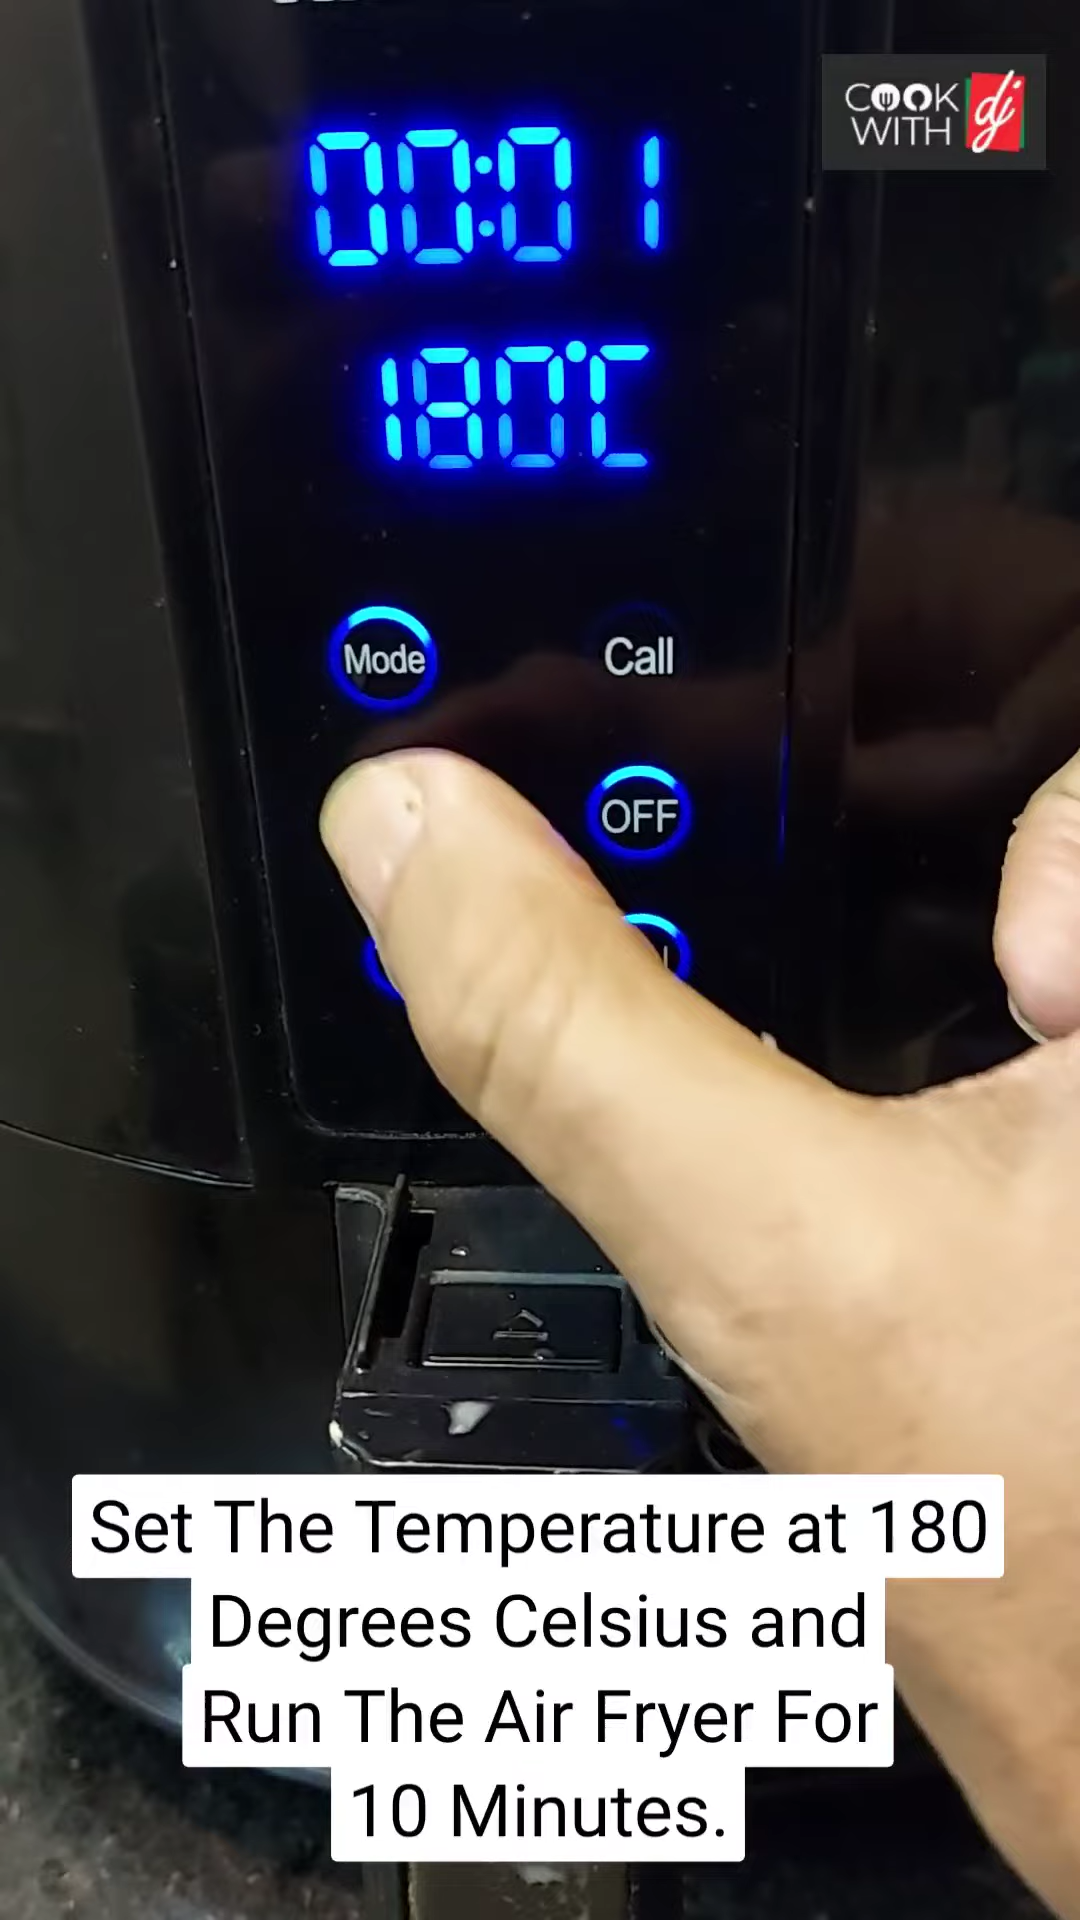 COOK
WITH dj
00:01
180°C
Mode
Call
OFF
Set The Temperature at 180
Degrees Celsius and
Run The Air Fryer For
10 Minutes.